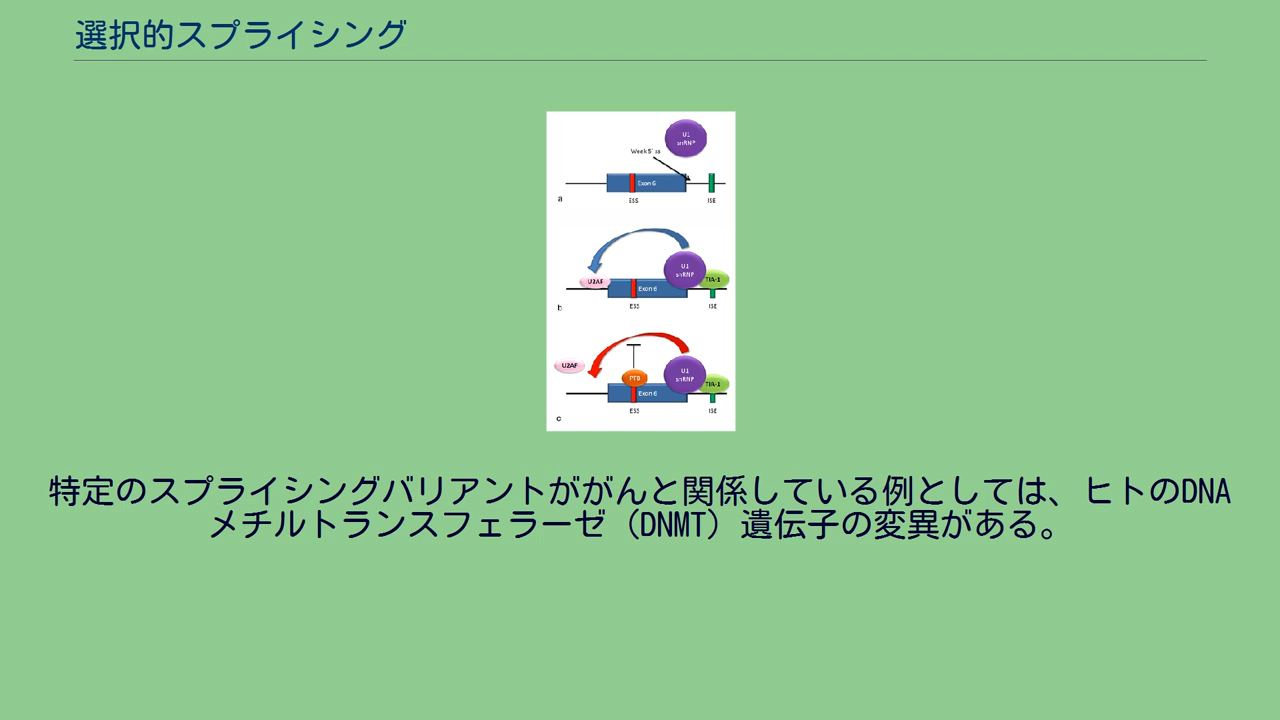 選択的スプライシング
U1
snRNP
Weak 5' ss
Exon 6
a
ESS
ISE
U1
snRNP
U2AF
TIA-1
Exon 6
b
ESS
ISE
U2AF
PTB
U1
snRNP
TIA-1
Exon 6
c
ESS
ISE
特定のスプライシングバリアントががんと関係している例としては、ヒトのDNA
メチルトランスフェラーゼ（DNMT）遺伝子の変異がある。